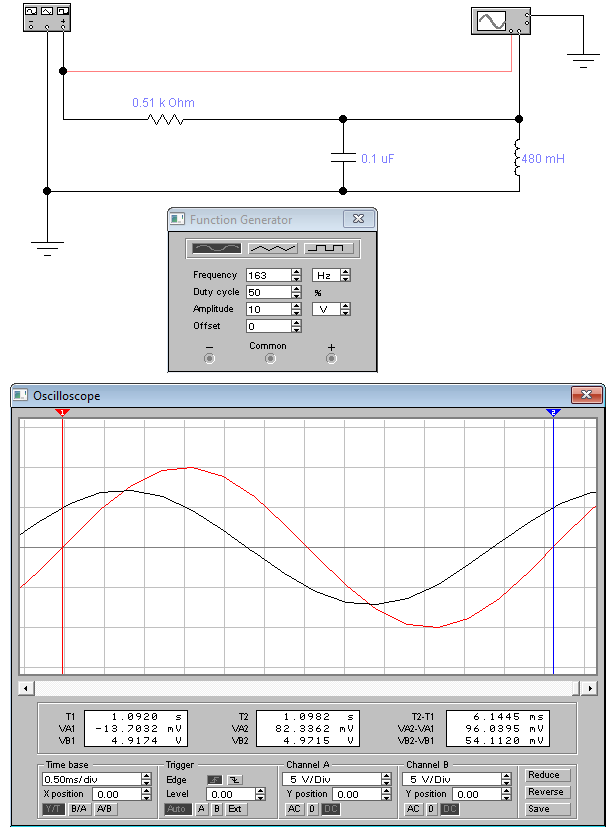 - +
0.51 k Ohm
0.1 uF
480 mH
Function Generator
Frequency 163 Hz
Duty cycle 50 %
Amplitude 10 V
Offset 0
- Common +
Oscilloscope
1 2
T1 1.0920 s T2 1.0982 s T2-T1 6.1445 ms
VA1 -13.7032 mV VA2 82.3362 mV VA2-VA1 96.0395 mV
VB1 4.9174 V VB2 4.9715 V VB2-VB1 54.1120 mV
Time base Trigger Channel A Channel B Reduce
0.50ms/div Edge 5 V/Div 5 V/Div Reverse
X position 0.00 Level 0.00 Y position 0.00 Y position 0.00
Y/T B/A A/B Auto A B Ext AC 0 DC AC 0 DC Save